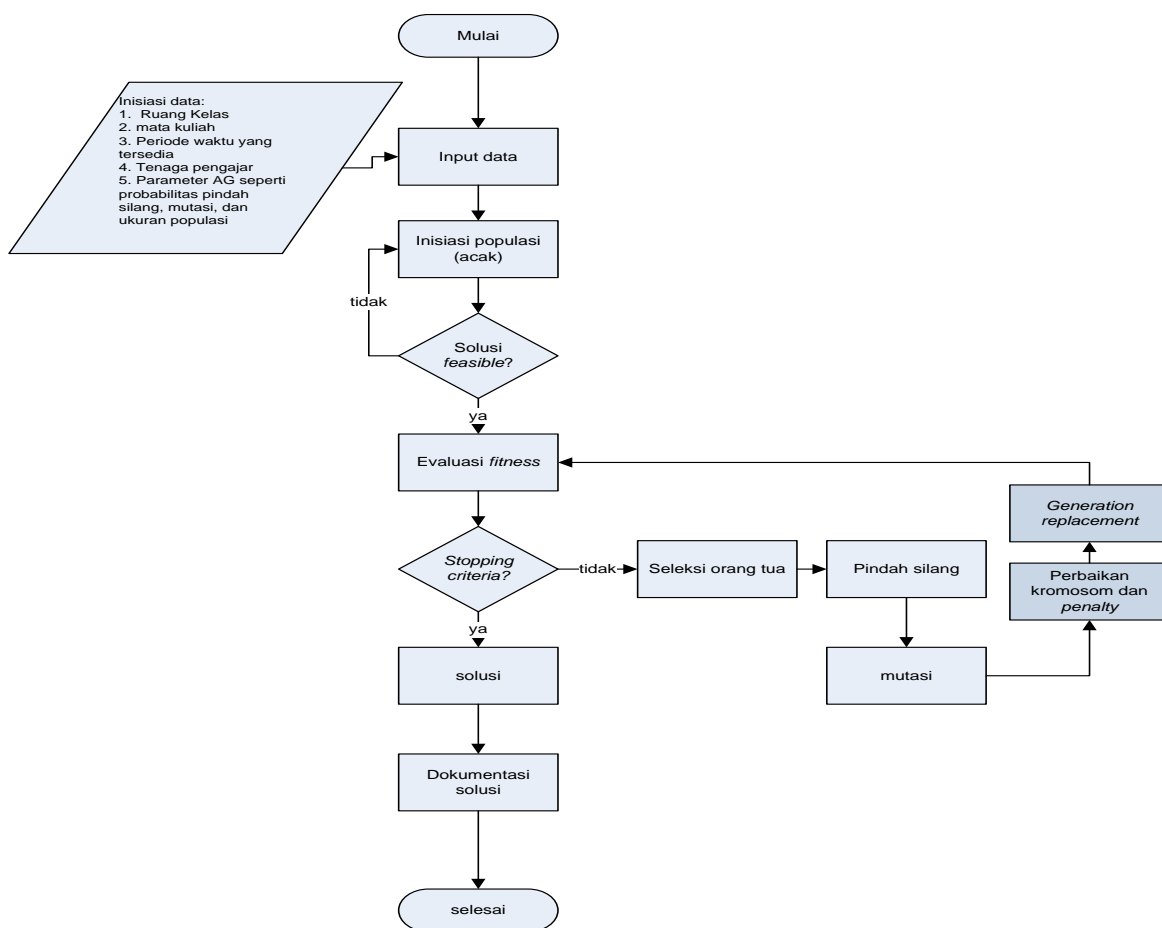 Mulai
Inisiasi data:
1. Ruang Kelas
2. mata kuliah
3. Periode waktu yang
tersedia
4. Tenaga pengajar
5. Parameter AG seperti
probabilitas pindah
silang, mutasi, dan
ukuran populasi
Input data
Inisiasi populasi
(acak)
tidak
Solusi
feasible?
ya
Evaluasi fitness
Generation
replacement
Stopping
criteria?
tidak
Seleksi orang tua
Pindah silang
Perbaikan
kromosom dan
penalty
ya
solusi
mutasi
Dokumentasi
solusi
selesai